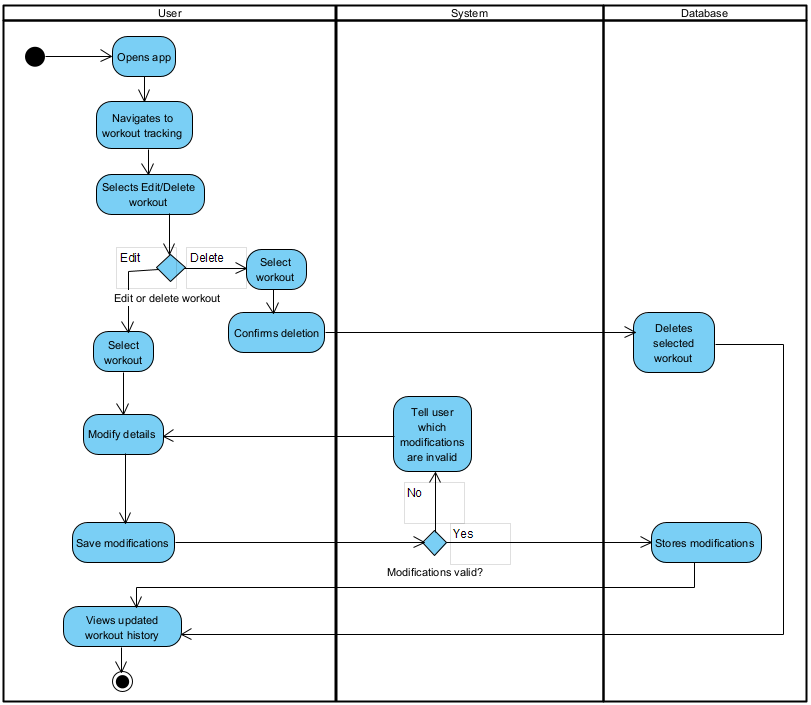 User
System
Database
Opens app
Navigates to
workout tracking
Selects Edit/Delete
workout
Edit
Delete
Edit or delete workout
Select
workout
Confirms deletion
Deletes
selected
workout
Select
workout
Modify details
Tell user
which
modifications
are invalid
No
Yes
Save modifications
Modifications valid?
Stores modifications
Views updated
workout history